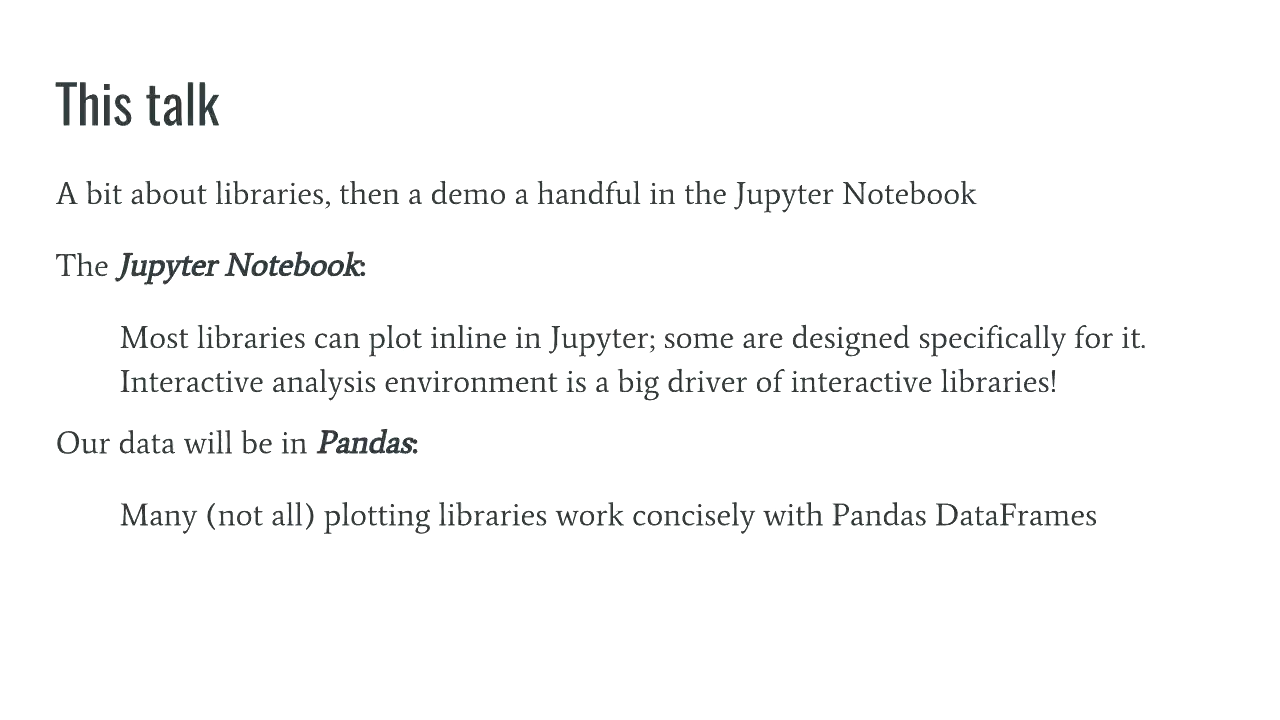 This talk
A bit about libraries, then a demo a handful in the Jupyter Notebook
The Jupyter Notebook:
Most libraries can plot inline in Jupyter; some are designed specifically for it.
Interactive analysis environment is a big driver of interactive libraries!
Our data will be in Pandas:
Many (not all) plotting libraries work concisely with Pandas DataFrames